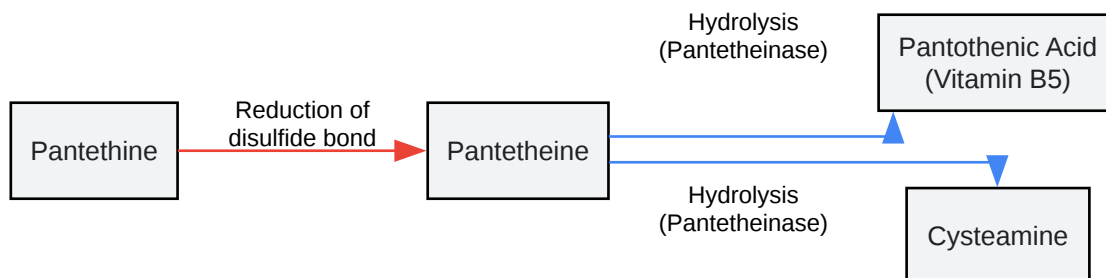 Pantethine
Reduction of
disulfide bond
Pantetheine
Hydrolysis
(Pantetheinase)
Pantothenic Acid
(Vitamin B5)
Hydrolysis
(Pantetheinase)
Cysteamine